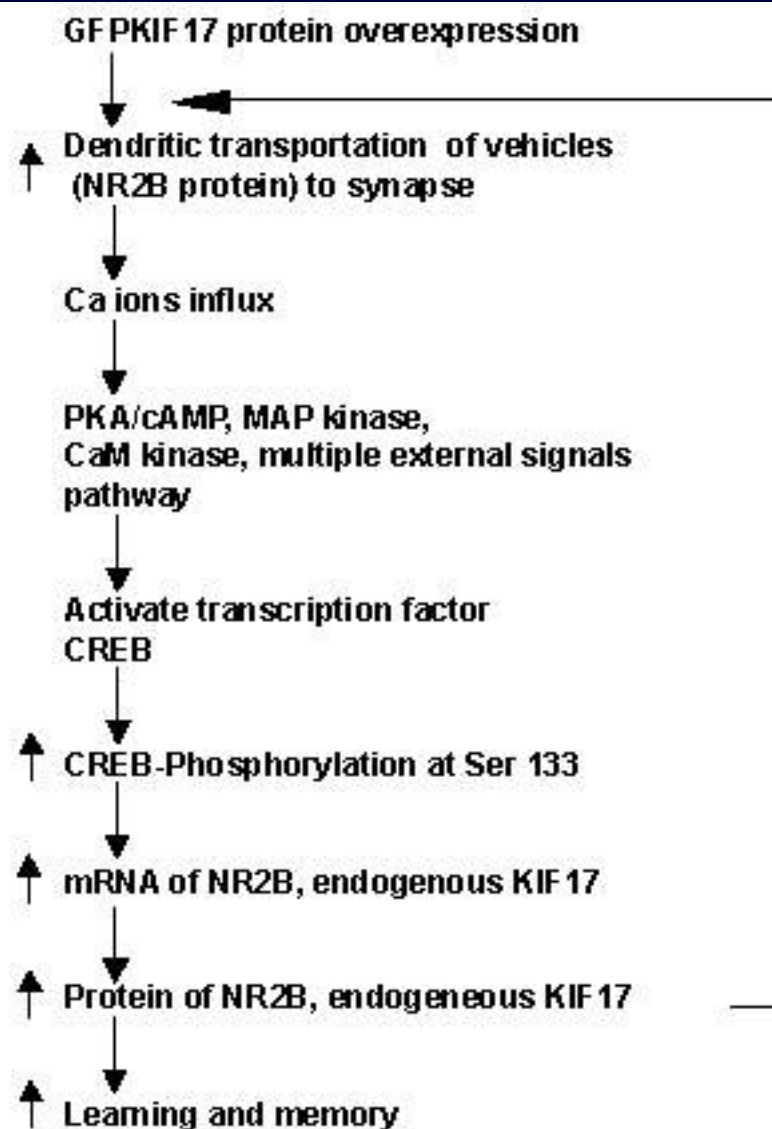 GFPKIF17 protein overexpression
Dendritic transportation of vehicles
(NR2B protein) to synapse
Ca ions influx
PKA/cAMP, MAP kinase,
CaM kinase, multiple external signals
pathway
Activate transcription factor
CREB
CREB-Phosphorylation at Ser 133
mRNA of NR2B, endogenous KIF17
Protein of NR2B, endogeneous KIF17
Learning and memory